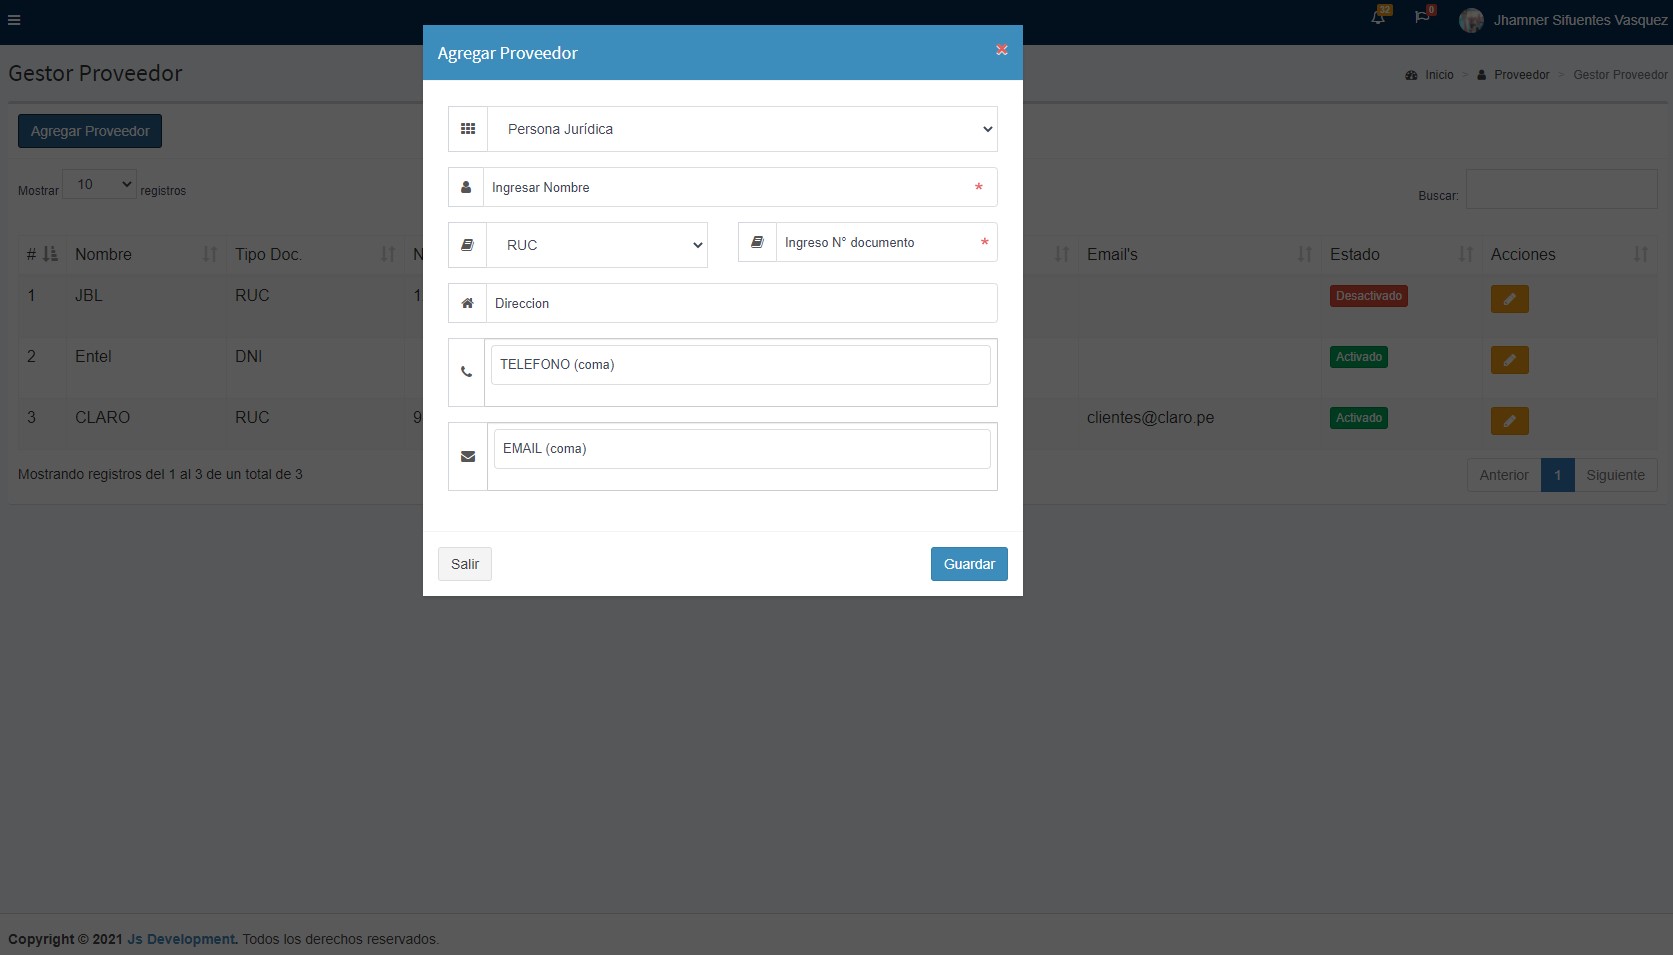 32
0
Jhamner Sifuentes Vasquez
Gestor Proveedor
Inicio > Proveedor > Gestor Proveedor
Agregar Proveedor
Mostrar 10 registros
Buscar:
# Nombre Tipo Doc. N Email's Estado Acciones
1 JBL RUC 1 Desactivado
2 Entel DNI Activado
3 CLARO RUC 9 clientes@claro.pe Activado
Mostrando registros del 1 al 3 de un total de 3
Anterior 1 Siguiente
Agregar Proveedor
Persona Jurídica
Ingresar Nombre *
RUC
Ingreso N° documento *
Direccion
TELEFONO (coma)
EMAIL (coma)
Salir
Guardar
Copyright © 2021 Js Development. Todos los derechos reservados.